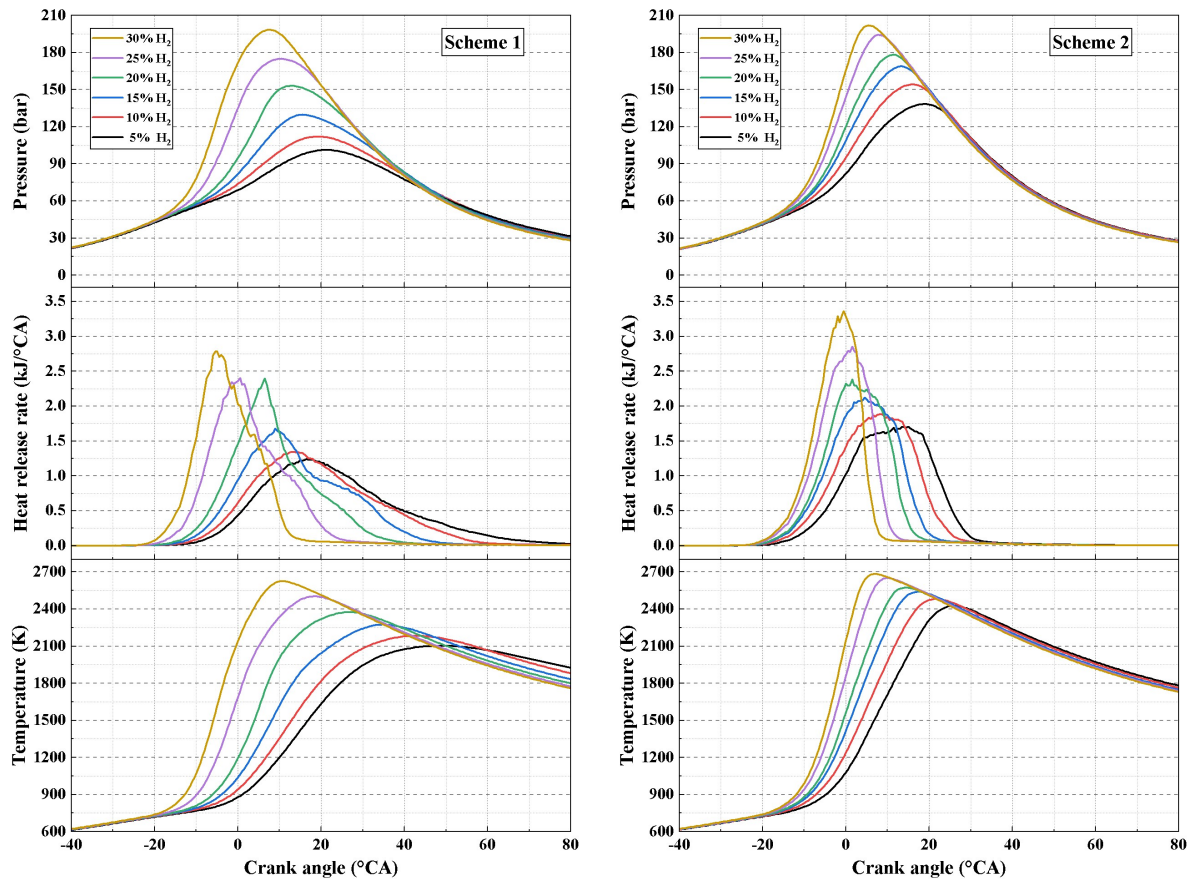 210
180
150
120
90
60
30
0
Pressure (bar)
30% H₂
25% H₂
20% H₂
15% H₂
10% H₂
5% H₂
Scheme 1
3.5
3.0
2.5
2.0
1.5
1.0
0.5
0.0
Heat release rate (kJ/°CA)
2700
2400
2100
1800
1500
1200
900
600
Temperature (K)
-40 -20 0 20 40 60 80
Crank angle (°CA)
210
180
150
120
90
60
30
0
Pressure (bar)
30% H₂
25% H₂
20% H₂
15% H₂
10% H₂
5% H₂
Scheme 2
3.5
3.0
2.5
2.0
1.5
1.0
0.5
0.0
Heat release rate (kJ/°CA)
2700
2400
2100
1800
1500
1200
900
600
Temperature (K)
-40 -20 0 20 40 60 80
Crank angle (°CA)